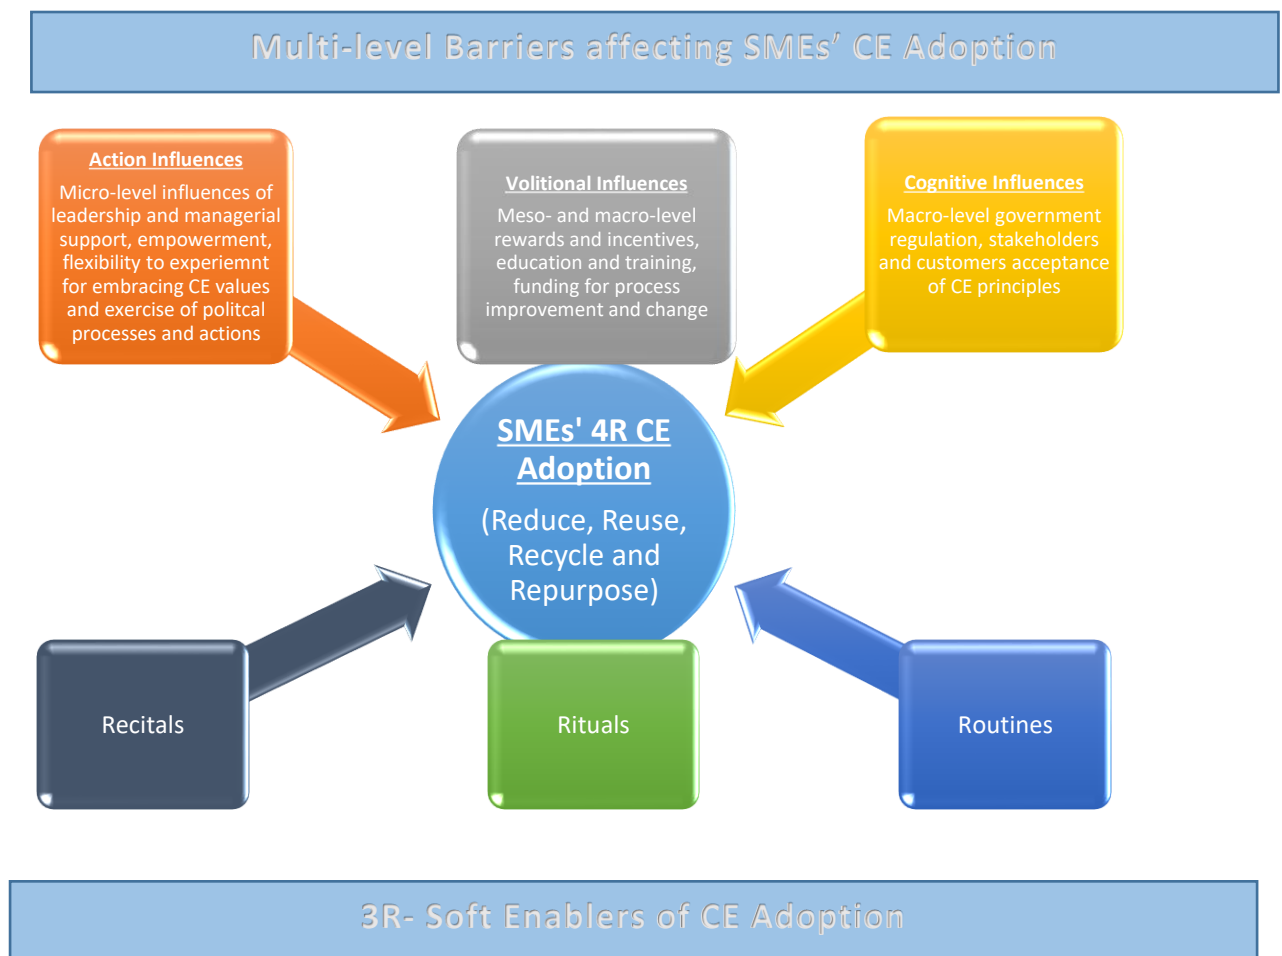 Multi-level Barriers affecting SMEs’ CE Adoption
Action Influences
Micro-level influences of
leadership and managerial
support, empowerment,
flexibility to experiemnt
for embracing CE values
and exercise of politcal
processes and actions
Volitional Influences
Meso- and macro-level
rewards and incentives,
education and training,
funding for process
improvement and change
Cognitive Influences
Macro-level government
regulation, stakeholders
and customers acceptance
of CE principles
SMEs' 4R CE
Adoption
(Reduce, Reuse,
Recycle and
Repurpose)
Recitals
Rituals
Routines
3R- Soft Enablers of CE Adoption